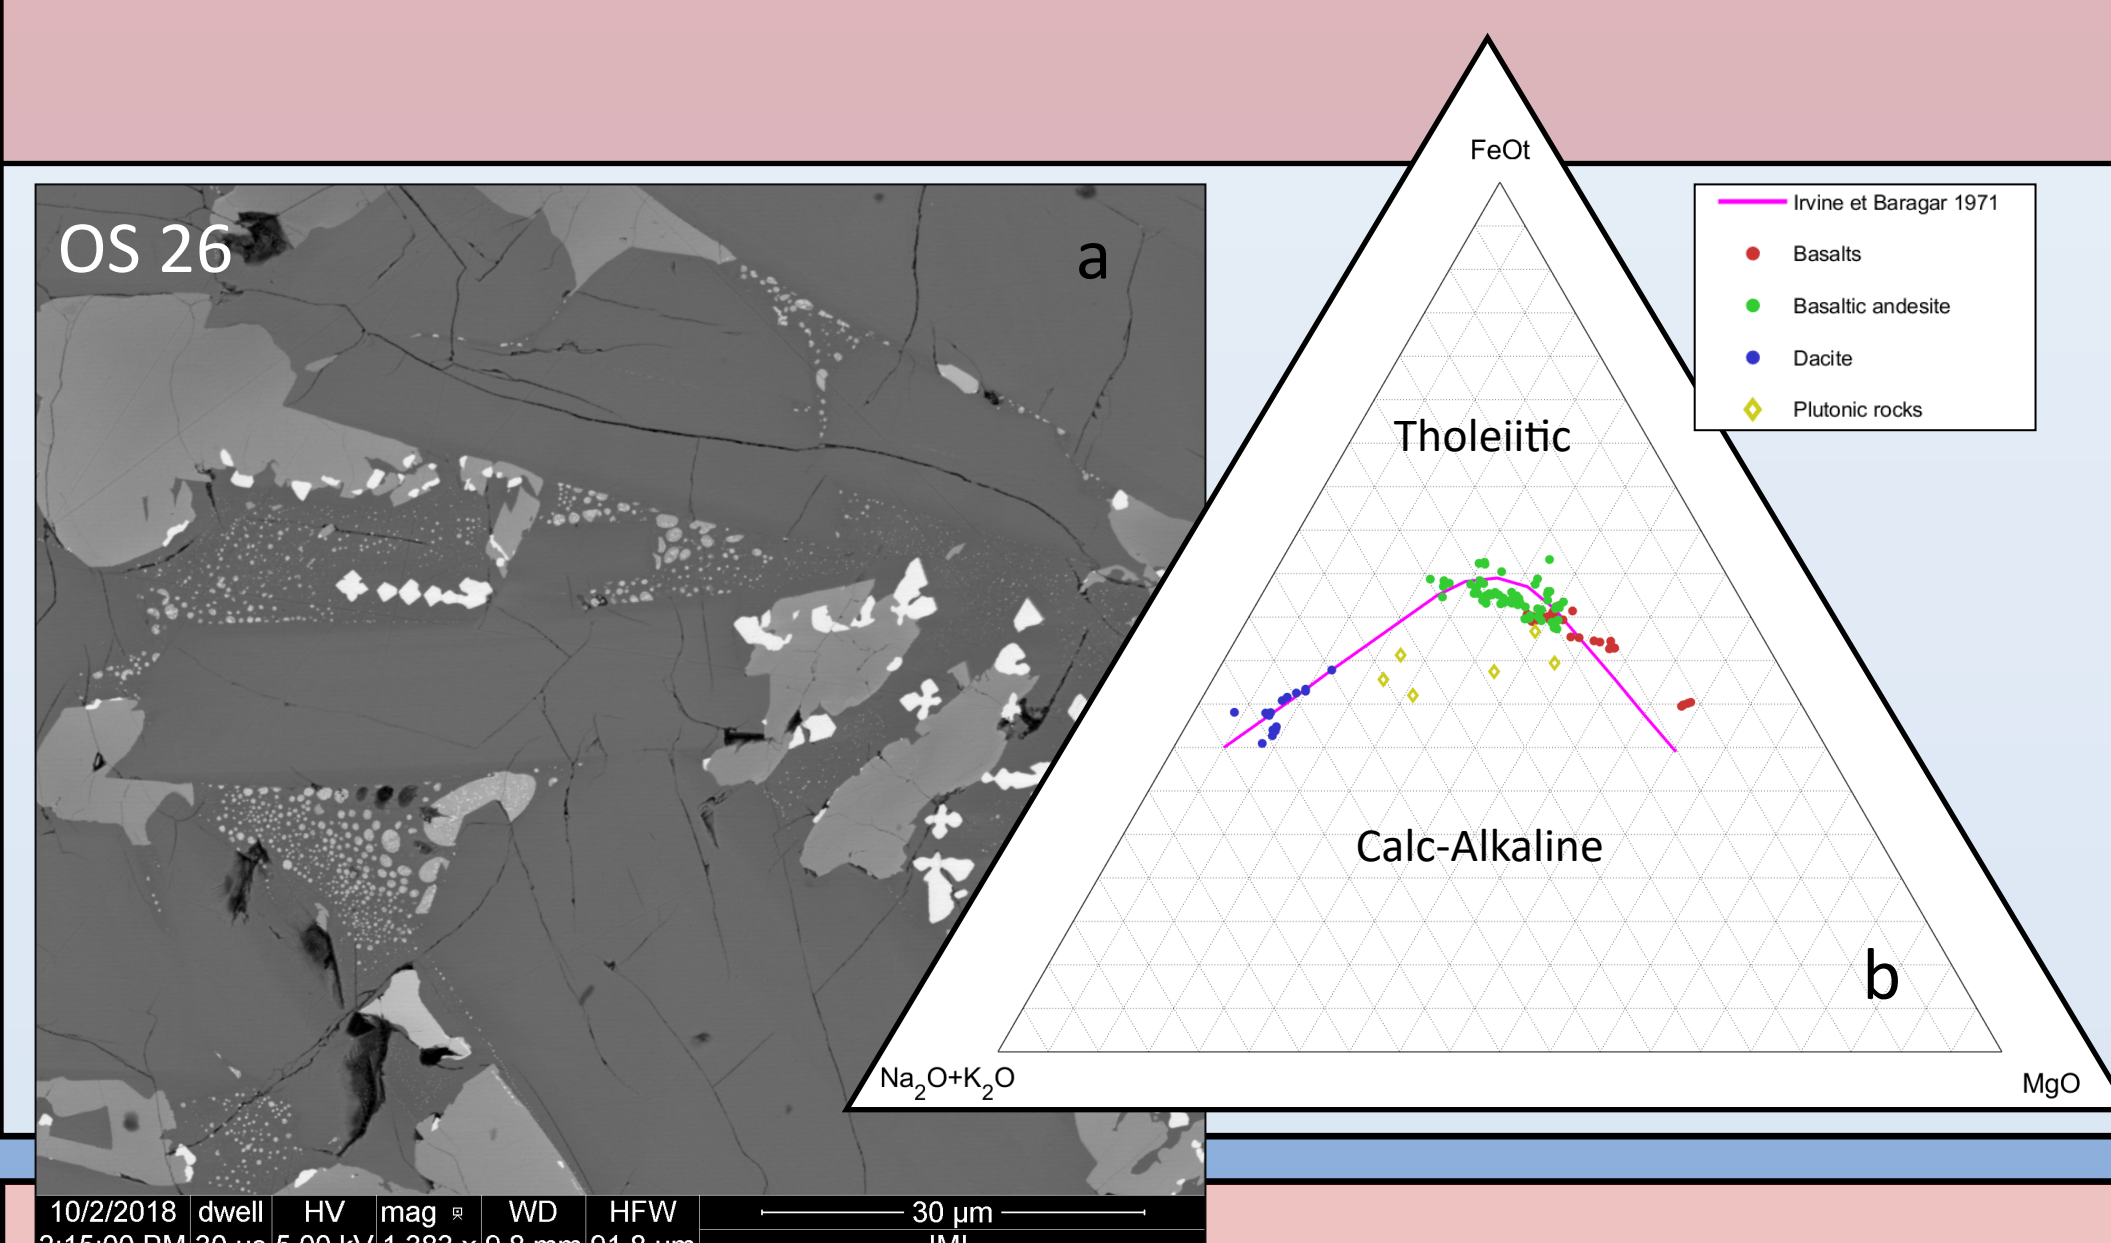 OS 26
a
FeOt
Irvine et Baragar 1971
Basalts
Basaltic andesite
Dacite
Plutonic rocks
Tholeiitic
Calc-Alkaline
b
Na2O+K2O
MgO
10/2/2018 dwell HV mag WD HFW 30 µm